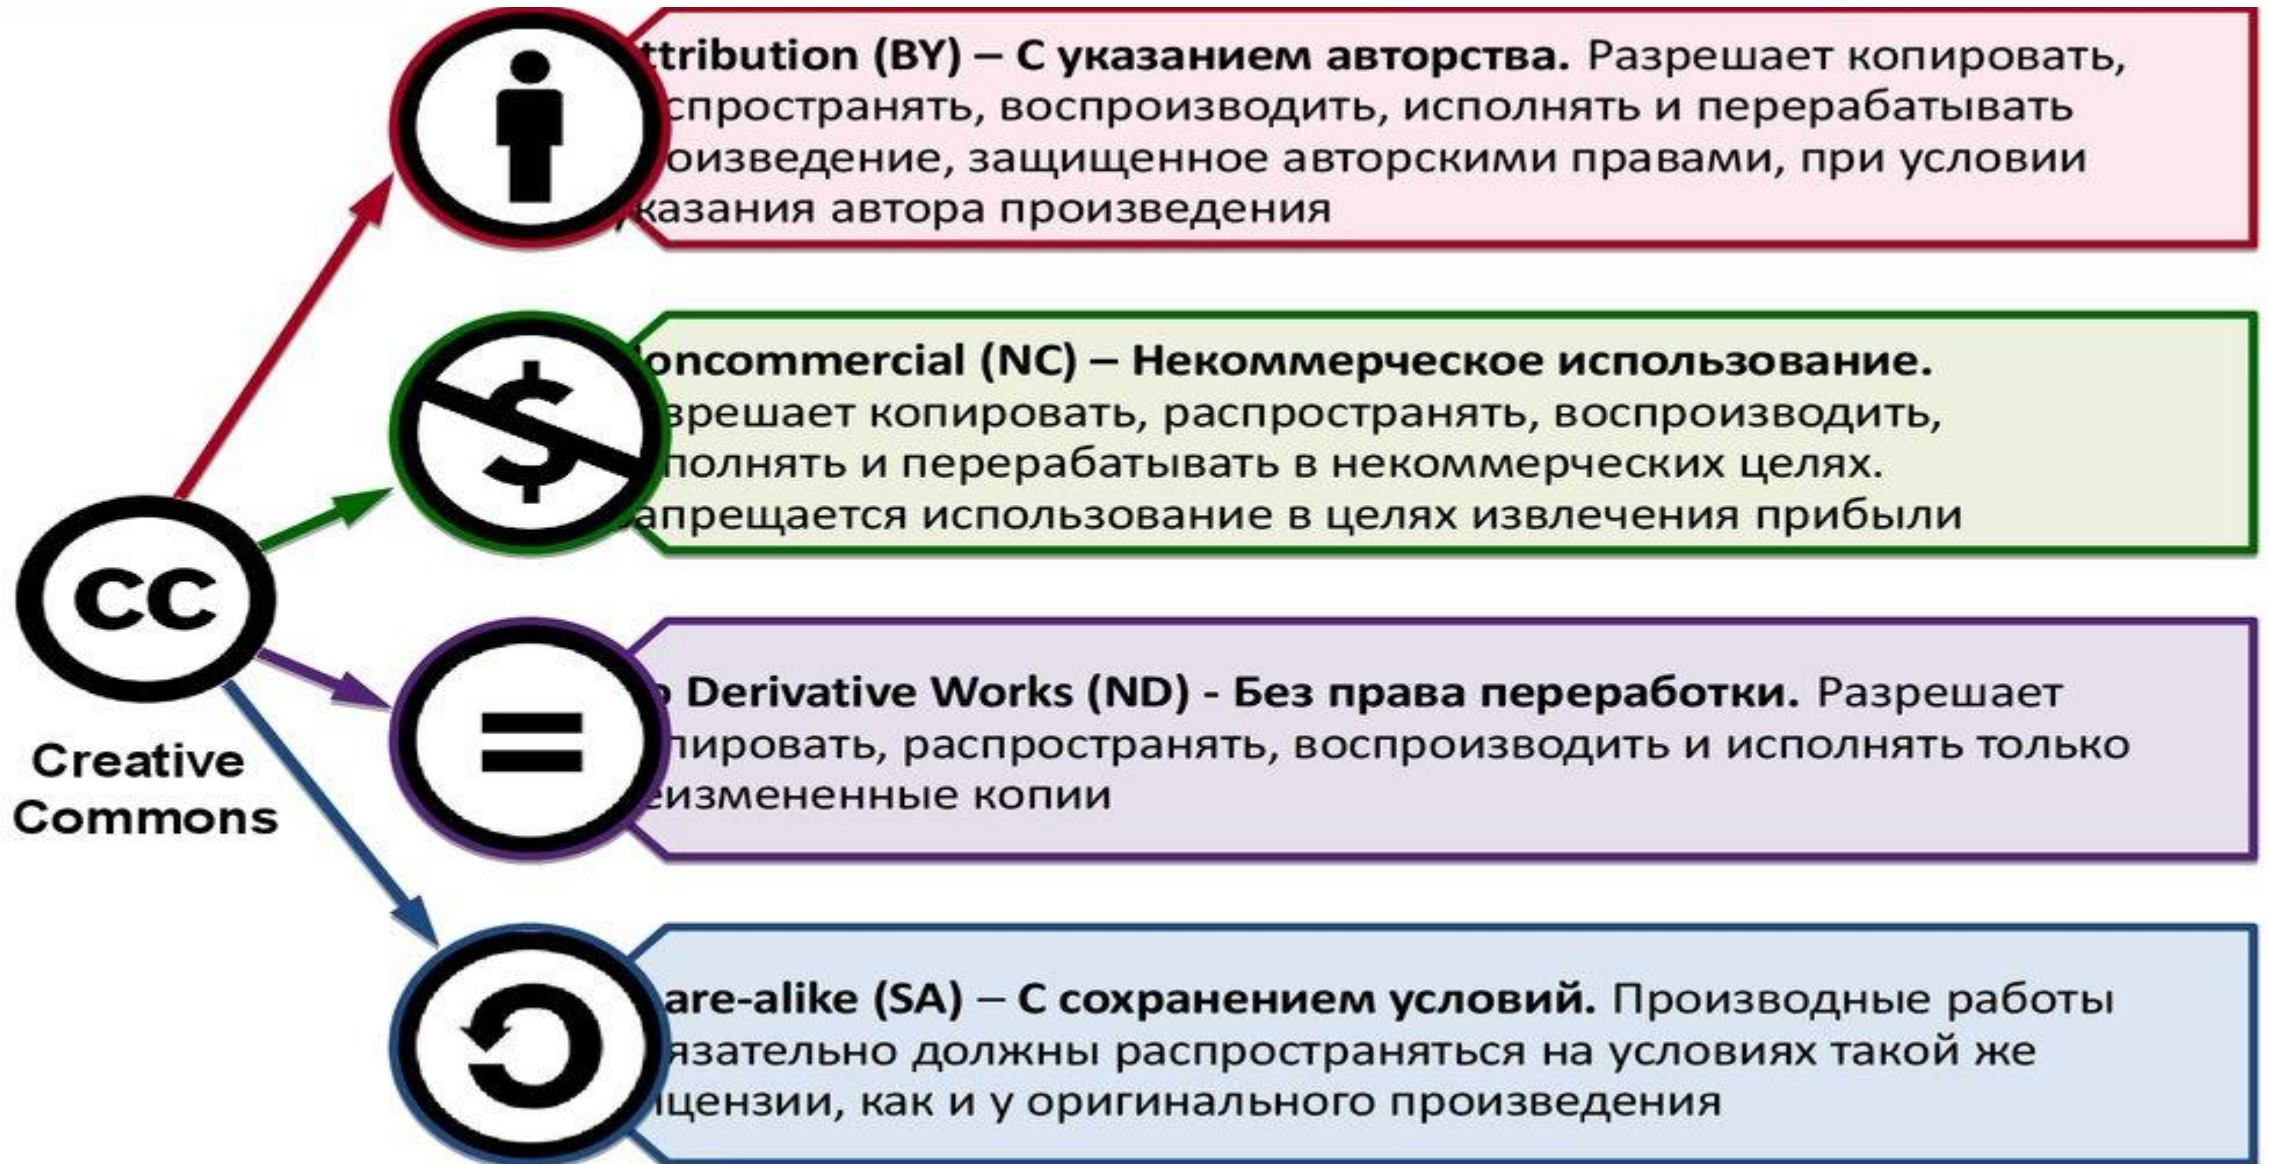 cc
Creative
Commons
ttribution (BY) – С указанием авторства. Разрешает копировать,
спространять, воспроизводить, исполнять и перерабатывать
оизведение, защищенное авторскими правами, при условии
указания автора произведения
oncommercial (NC) – Некоммерческое использование.
зрешает копировать, распространять, воспроизводить,
полнять и перерабатывать в некоммерческих целях.
апрещается использование в целях извлечения прибыли
o Derivative Works (ND) - Без права переработки. Разрешает
пировать, распространять, воспроизводить и исполнять только
еизмененные копии
are-alike (SA) – С сохранением условий. Производные работы
язательно должны распространяться на условиях такой же
цензии, как и у оригинального произведения